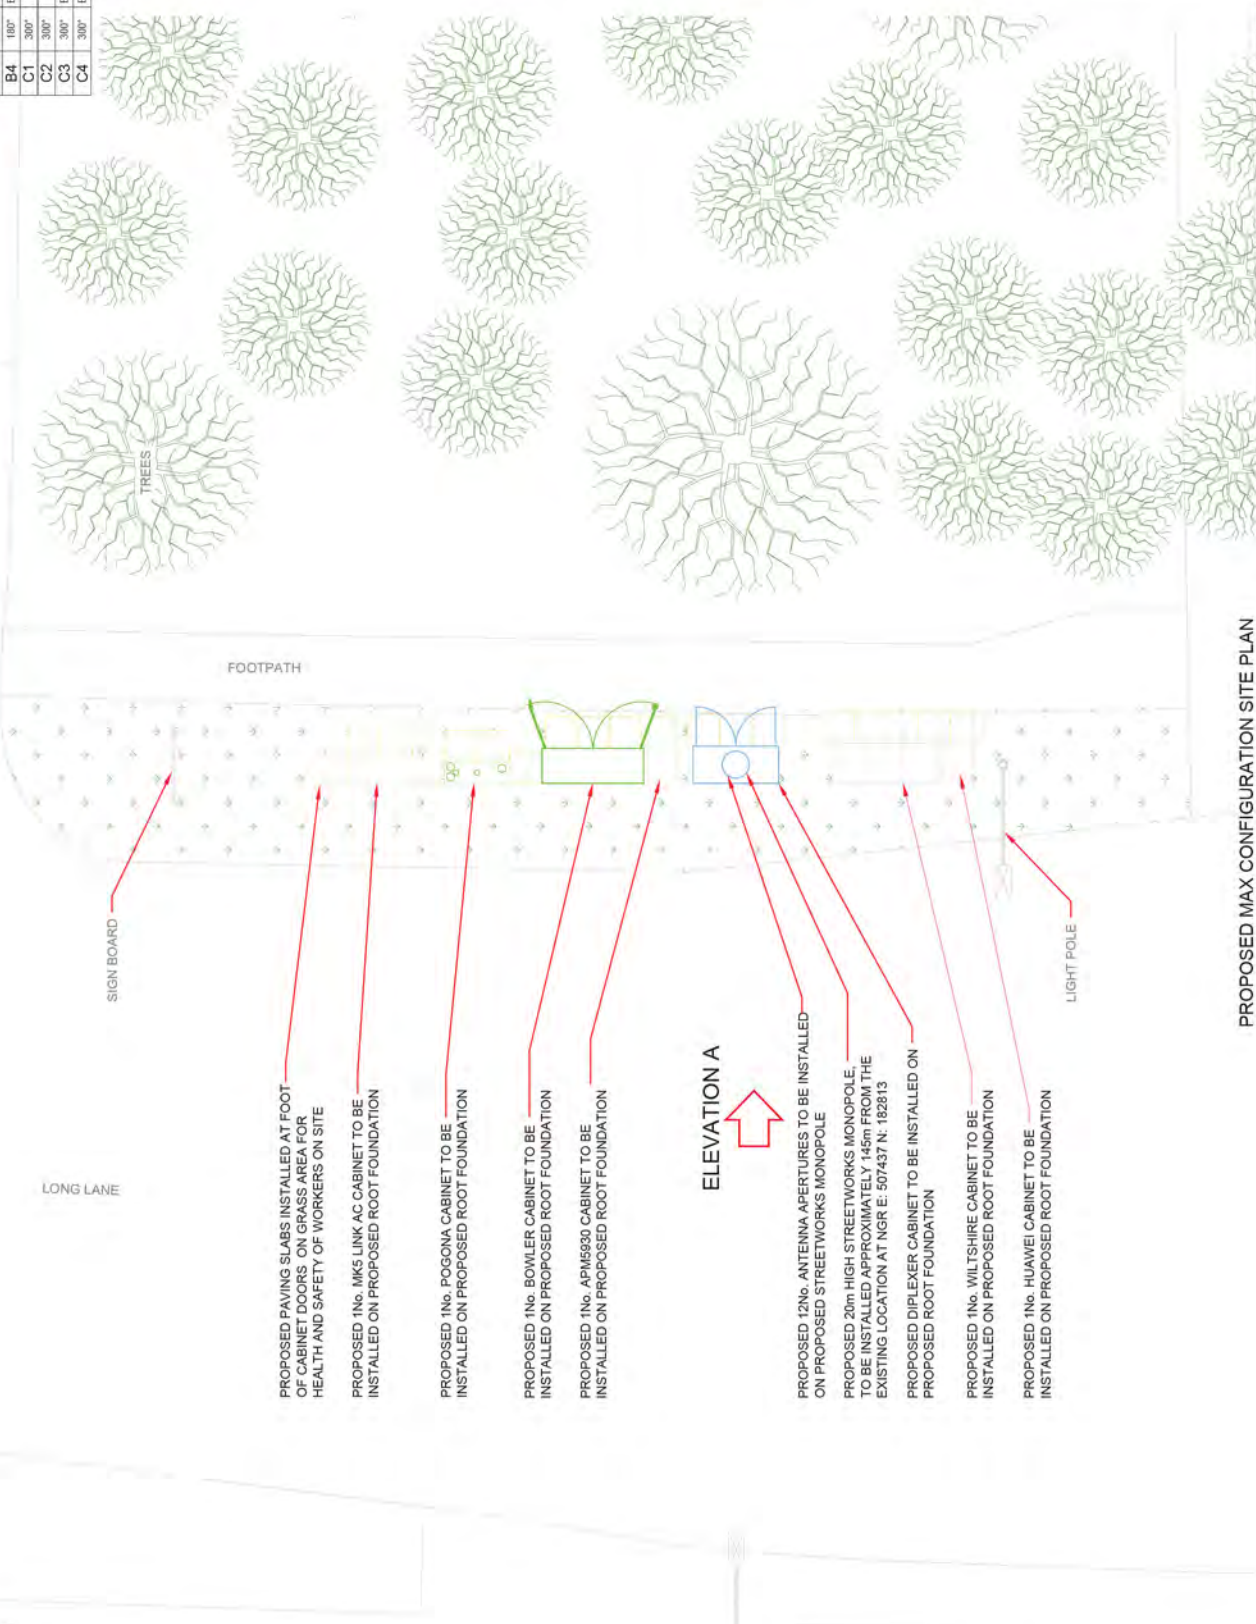 B4 180°
C1 300°
C2 300°
C3 300°
C4 300°
TREES
FOOTPATH
SIGN BOARD
LONG LANE
PROPOSED PAVING SLABS INSTALLED AT FOOT
OF CABINET DOORS ON GRASS AREA FOR
HEALTH AND SAFETY OF WORKERS ON SITE
PROPOSED 1No. MK5 LINK AC CABINET TO BE
INSTALLED ON PROPOSED ROOT FOUNDATION
PROPOSED 1No. POGONA CABINET TO BE
INSTALLED ON PROPOSED ROOT FOUNDATION
PROPOSED 1No. BOWLER CABINET TO BE
INSTALLED ON PROPOSED ROOT FOUNDATION
PROPOSED 1No. APM5930 CABINET TO BE
INSTALLED ON PROPOSED ROOT FOUNDATION
ELEVATION A
PROPOSED 12No. ANTENNA APERTURES TO BE INSTALLED
ON PROPOSED STREETWORKS MONOPOLE
PROPOSED 20m HIGH STREETWORKS MONOPOLE,
TO BE INSTALLED APPROXIMATELY 145m FROM THE
EXISTING LOCATION AT NGR E: 507437 N: 182813
PROPOSED DIPLEXER CABINET TO BE INSTALLED ON
PROPOSED ROOT FOUNDATION
PROPOSED 1No. WILTSHIRE CABINET TO BE
INSTALLED ON PROPOSED ROOT FOUNDATION
PROPOSED 1No. HUAWEI CABINET TO BE
INSTALLED ON PROPOSED ROOT FOUNDATION
LIGHT POLE
PROPOSED MAX CONFIGURATION SITE PLAN